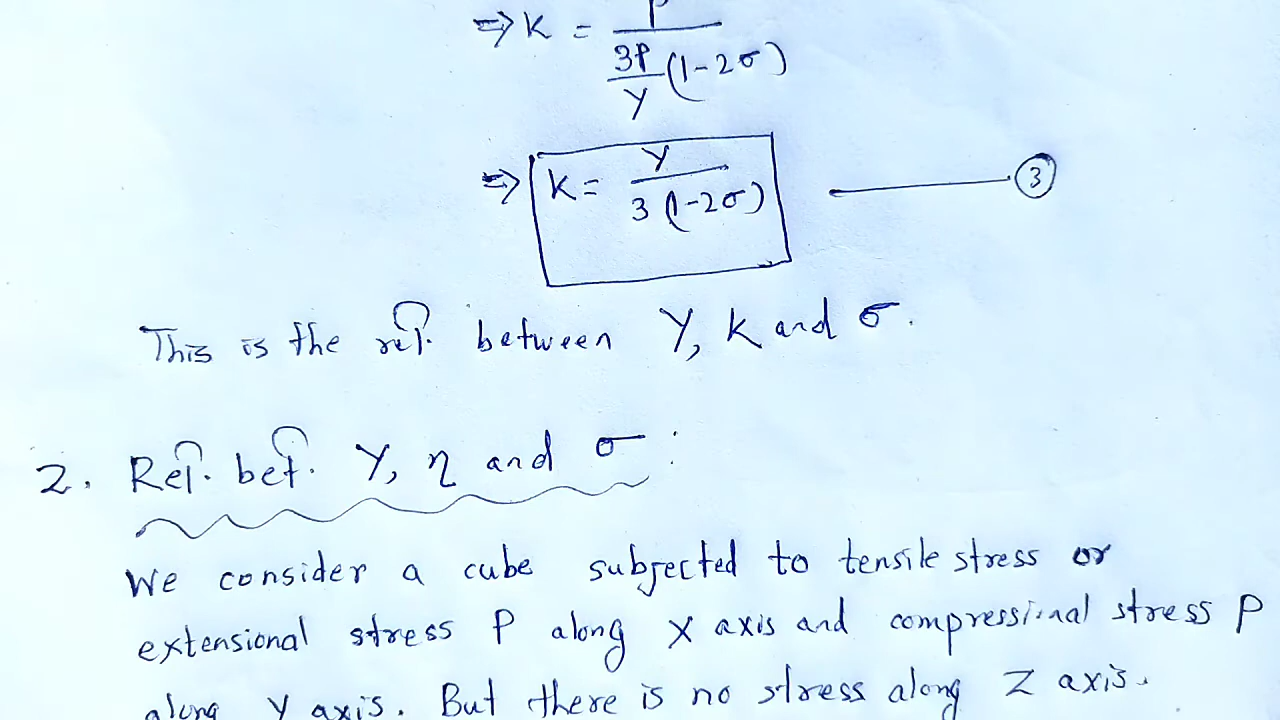 ⇒ K = P / (3P/Y (1-2σ))
⇒ K = Y / 3(1-2σ) ——— ③
This is the rel. between Y, K and σ.
2. Rel. bet. Y, η and σ :
We consider a cube subjected to tensile stress or
extensional stress P along X axis and compressional stress P
along Y axis. But there is no stress along Z axis.